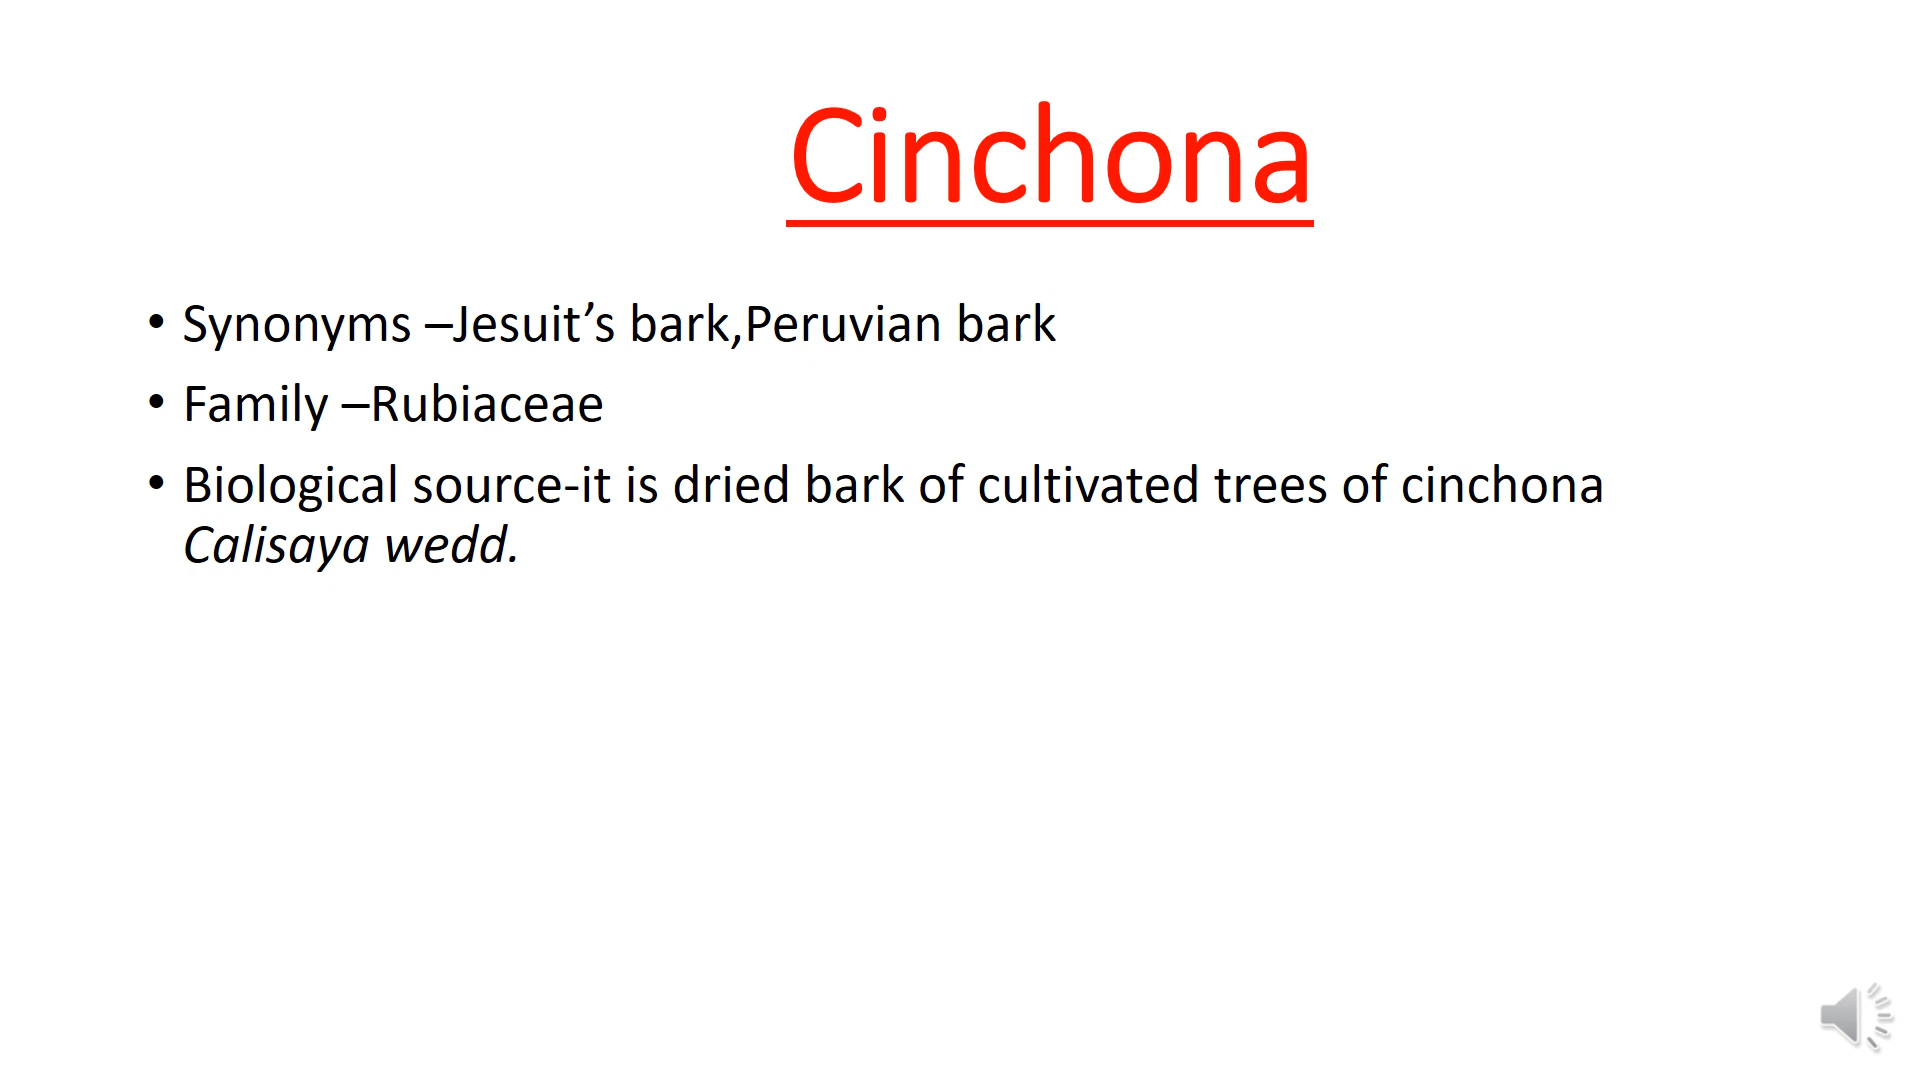 Cinchona
• Synonyms –Jesuit’s bark,Peruvian bark
• Family –Rubiaceae
• Biological source-it is dried bark of cultivated trees of cinchona
Calisaya wedd.